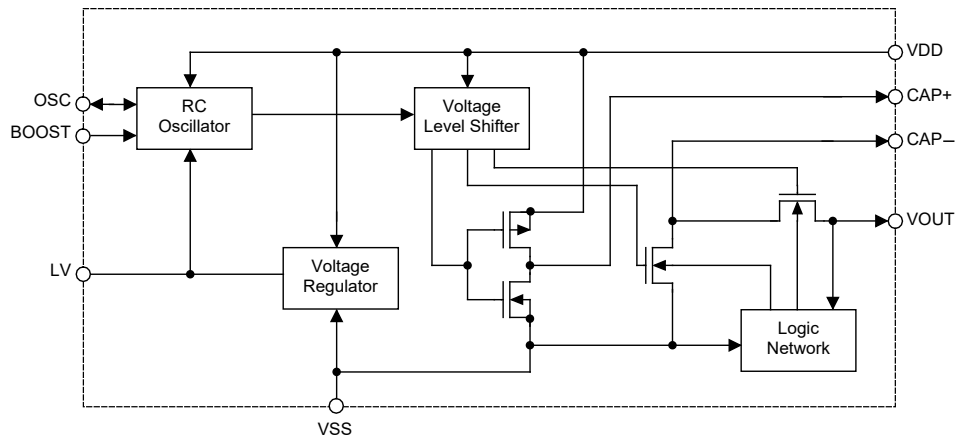 VDD
OSC
RC
Oscillator
Voltage
Level Shifter
CAP+
BOOST
CAP–
VOUT
LV
Voltage
Regulator
Logic
Network
VSS